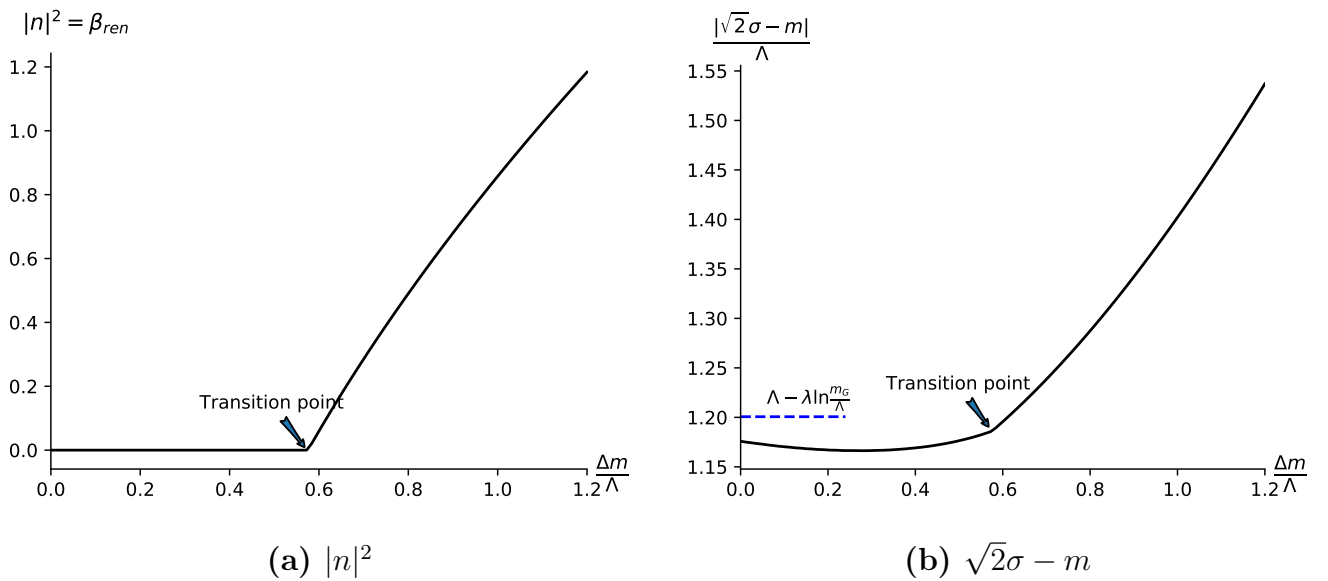 |n|² = β_ren
1.2
1.0
0.8
0.6
0.4
0.2
0.0
Transition point
0.0 0.2 0.4 0.6 0.8 1.0 1.2
Δm/Λ
(a) |n|²
|√2σ − m|/Λ
1.55
1.50
1.45
1.40
1.35
1.30
1.25
1.20
1.15
Transition point
Λ − λ ln m_G/Λ
0.0 0.2 0.4 0.6 0.8 1.0 1.2
Δm/Λ
(b) √2σ − m